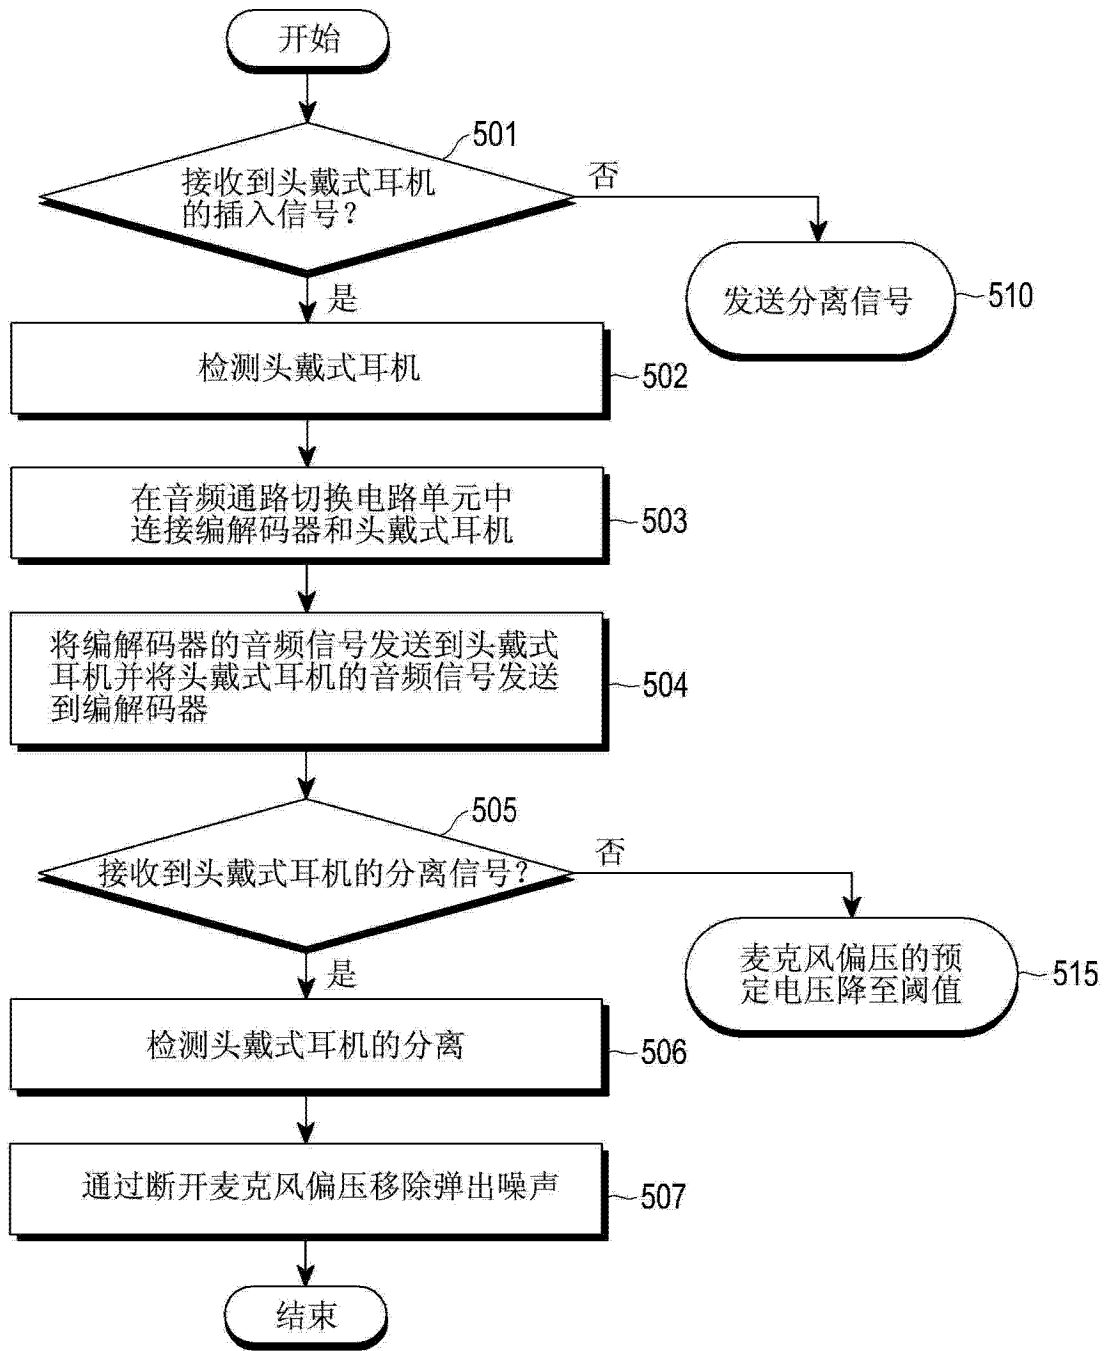 开始
501
接收到头戴式耳机
的插入信号?
否
发送分离信号
510
是
检测头戴式耳机
502
在音频通路切换电路单元中
连接编解码器和头戴式耳机
503
将编解码器的音频信号发送到头戴式
耳机并将头戴式耳机的音频信号发送
到编解码器
504
505
接收到头戴式耳机的分离信号?
否
麦克风偏压的预
定电压降至阈值
515
是
检测头戴式耳机的分离
506
通过断开麦克风偏压移除弹出噪声
507
结束